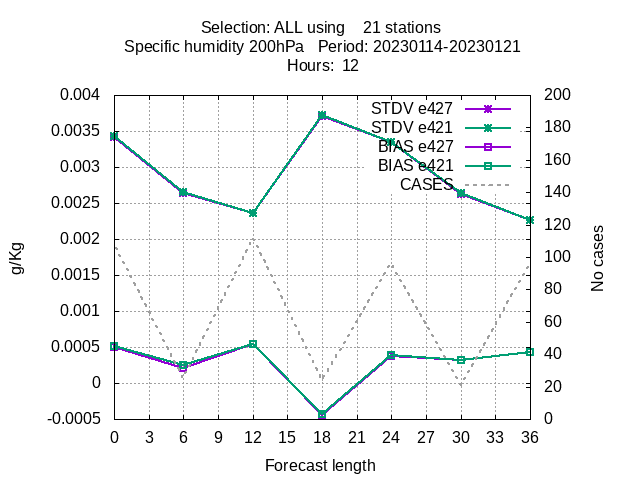 Selection: ALL using 21 stations
Specific humidity 200hPa Period: 20230114-20230121
Hours: 12
0.004
0.0035
0.003
0.0025
0.002
0.0015
0.001
0.0005
0
-0.0005
g/Kg
STDV e427
STDV e421
BIAS e427
BIAS e421
CASES
200
180
160
140
120
100
80
60
40
20
0
No cases
0 3 6 9 12 15 18 21 24 27 30 33 36
Forecast length